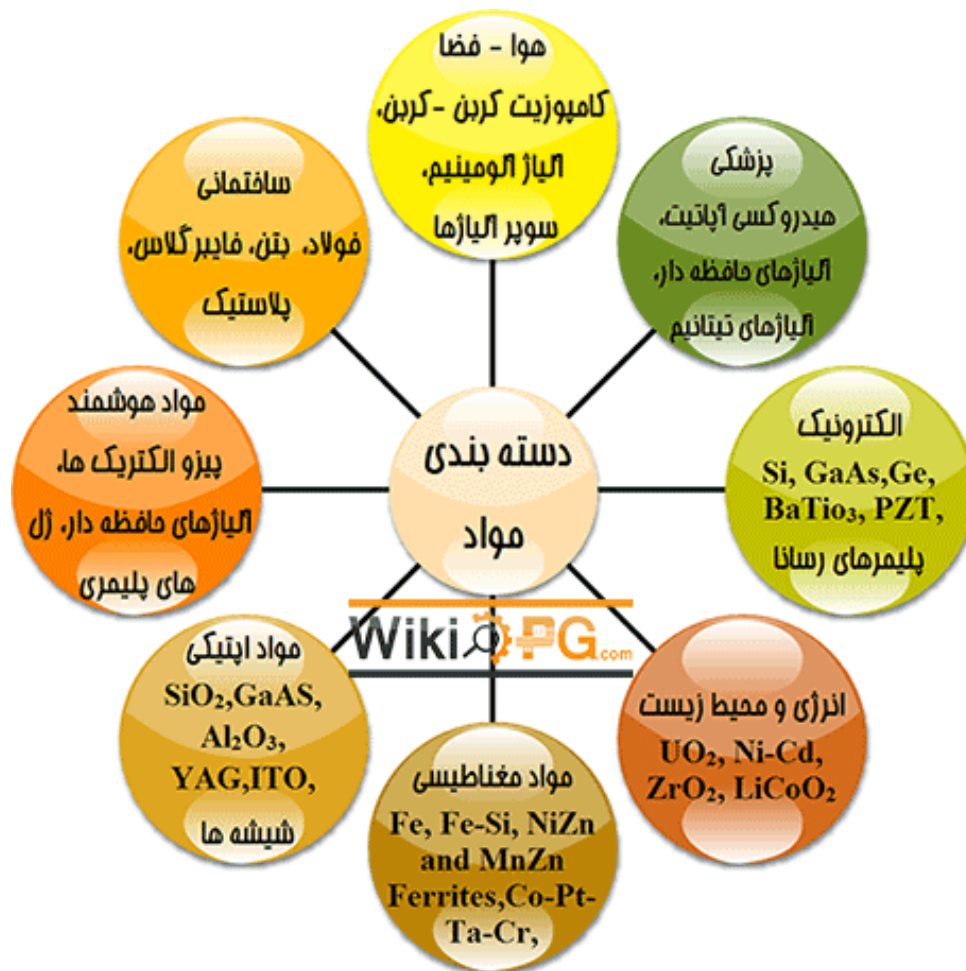 هوا - فضا
کامپوزیت کربن -کربن،
آلیاژ آلومینیم،
سوپر آلیاژها
پزشکی
هیدروکسی آپاتیت،
آلیاژهای حافظه دار،
آلیاژهای تیتانیم
الکترونیک
Si, GaAs,Ge,
BaTio₃, PZT,
پلیمرهای رسانا
انرژی و محیط زیست
UO₂, Ni-Cd,
ZrO₂, LiCoO₂
مواد مغناطیسی
Fe, Fe-Si, NiZn
and MnZn
Ferrites,Co-Pt-
Ta-Cr,
مواد اپتیکی
SiO₂,GaAS,
Al₂O₃,
YAG,ITO,
شیشه ها
مواد هوشمند
پیزو الکتریک ها،
آلیاژهای حافظه دار، ژل
های پلیمری
ساختمانی
فولاد، بتن، فایبرگلاس،
پلاستیک
دسته بندی
مواد
WikiPG.com